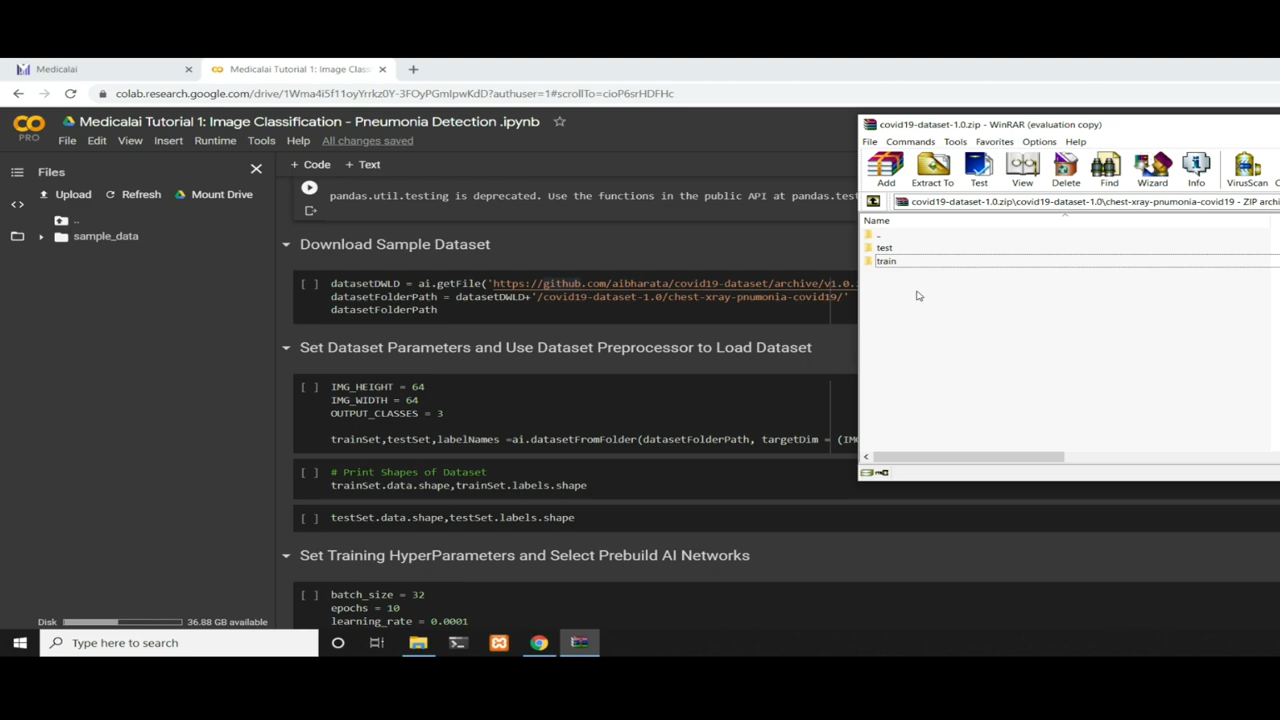 Medicalai
Medicalai Tutorial 1: Image Clas
colab.research.google.com/drive/1Wma4i5f11oyYrrkz0Y-3FOyPGmIpwKdD?authuser=1#scrollTo=cioP6srHDFHc
PRO
Medicalai Tutorial 1: Image Classification - Pneumonia Detection .ipynb
File Edit View Insert Runtime Tools Help All changes saved
Files
Upload Refresh Mount Drive
..
sample_data
Disk 36.88 GB available
+ Code + Text
pandas.util.testing is deprecated. Use the functions in the public API at pandas.tes
Download Sample Dataset
[ ] datasetDWLD = ai.getFile('https://github.com/aibharata/covid19-dataset/archive/v1.0.
datasetFolderPath = datasetDWLD+'/covid19-dataset-1.0/chest-xray-pnumonia-covid19/'
datasetFolderPath
Set Dataset Parameters and Use Dataset Preprocessor to Load Dataset
[ ] IMG_HEIGHT = 64
IMG_WIDTH = 64
OUTPUT_CLASSES = 3
trainSet,testSet,labelNames =ai.datasetFromFolder(datasetFolderPath, targetDim = (IM
[ ] # Print Shapes of Dataset
trainSet.data.shape,trainSet.labels.shape
[ ] testSet.data.shape,testSet.labels.shape
Set Training HyperParameters and Select Prebuild AI Networks
[ ] batch_size = 32
epochs = 10
learning_rate = 0.0001
covid19-dataset-1.0.zip - WinRAR (evaluation copy)
File Commands Tools Favorites Options Help
Add Extract To Test View Delete Find Wizard Info VirusScan
covid19-dataset-1.0.zip\covid19-dataset-1.0\chest-xray-pnumonia-covid19 - ZIP archi
Name
..
test
train
Type here to search